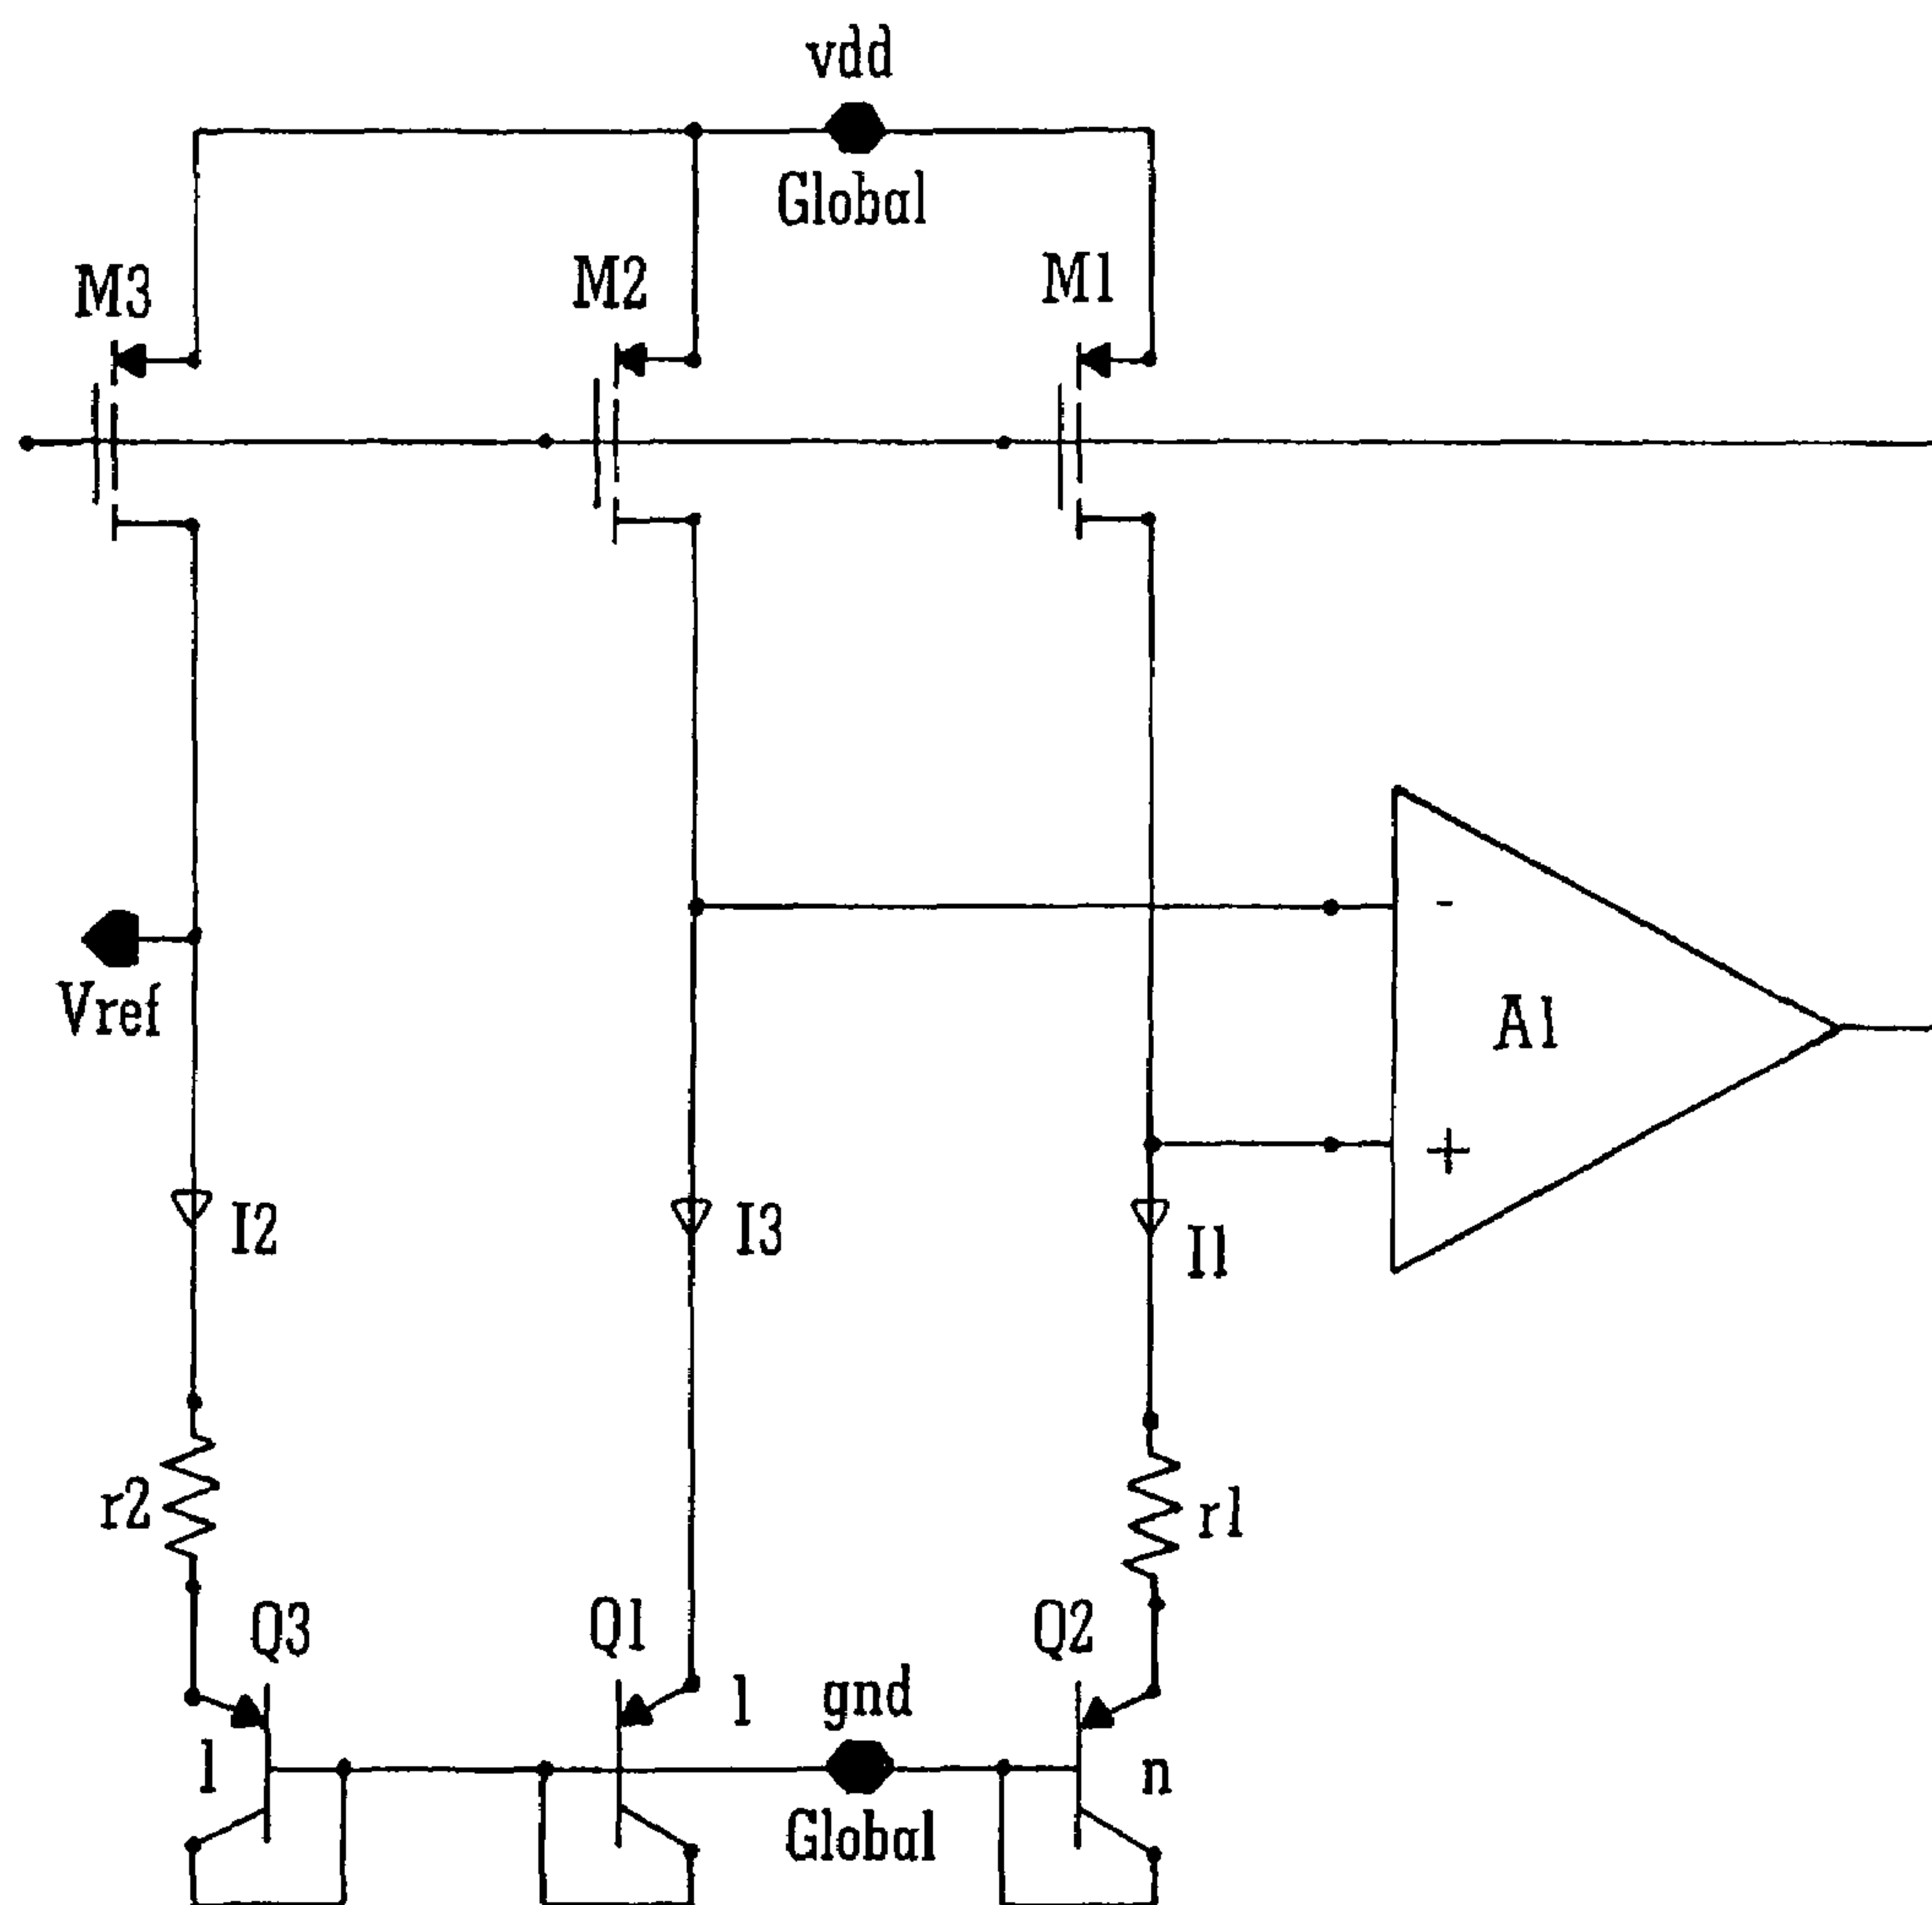 vdd
Global
M3
M2
M1
-
A1
+
Vref
I2
I3
I1
r2
r1
Q3
Q1
Q2
1
1
gnd
n
Global